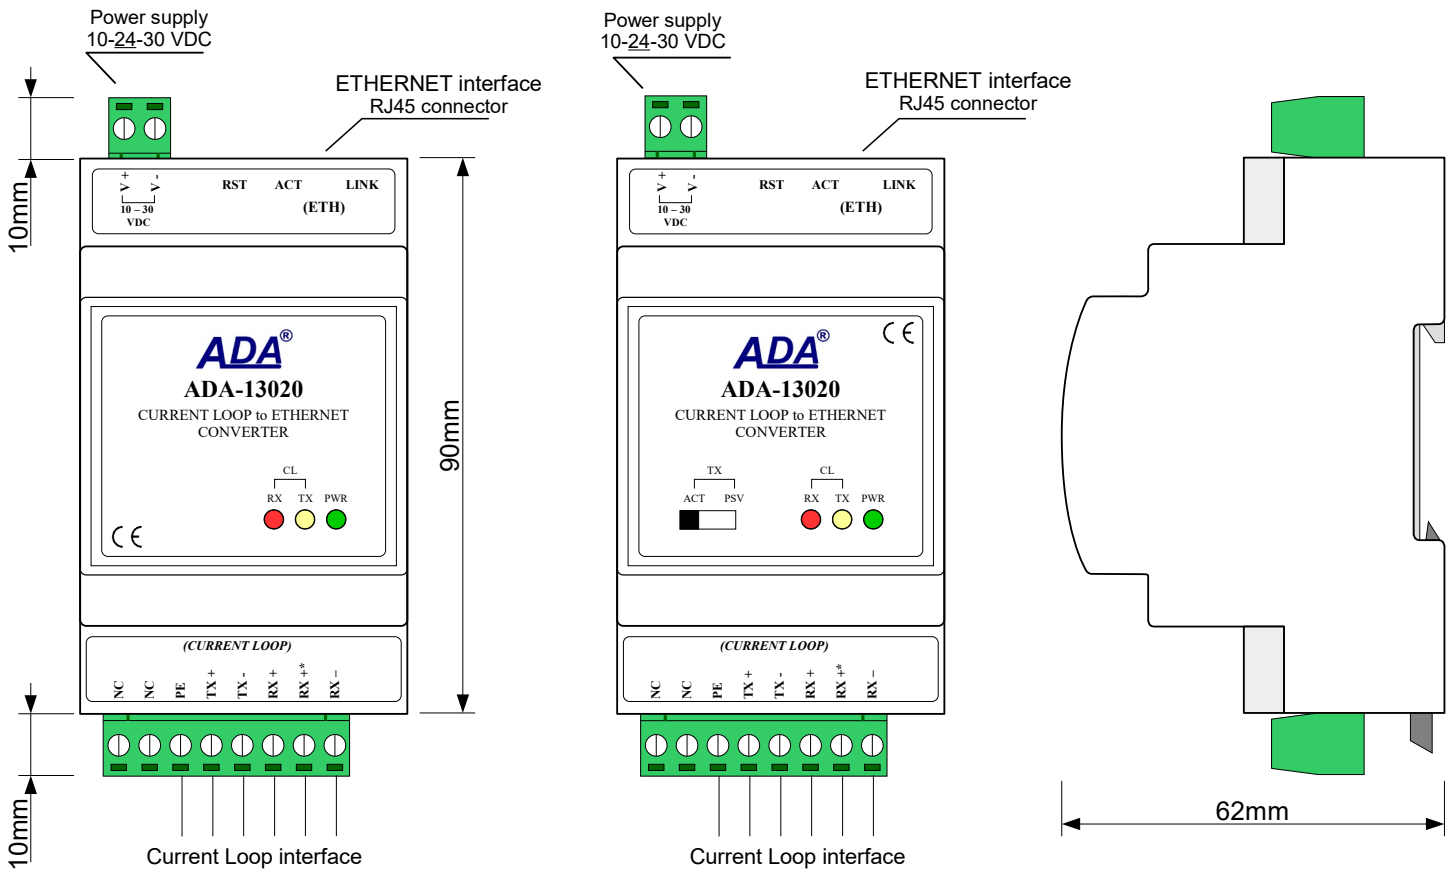 Power supply
10-24-30 VDC
ETHERNET interface
RJ45 connector
10mm
V +
V -
10 – 30
VDC
RST ACT LINK
(ETH)
ADA®
ADA-13020
CURRENT LOOP to ETHERNET
CONVERTER
CL
RX TX PWR
CE
90mm
(CURRENT LOOP)
NC
NC
PE
TX +
TX -
RX +
RX +*
RX –
10mm
Current Loop interface
Power supply
10-24-30 VDC
ETHERNET interface
RJ45 connector
V +
V -
10 – 30
VDC
RST ACT LINK
(ETH)
CE
ADA®
ADA-13020
CURRENT LOOP to ETHERNET
CONVERTER
TX
ACT PSV
CL
RX TX PWR
(CURRENT LOOP)
NC
NC
PE
TX +
TX -
RX +
RX +*
RX –
Current Loop interface
62mm